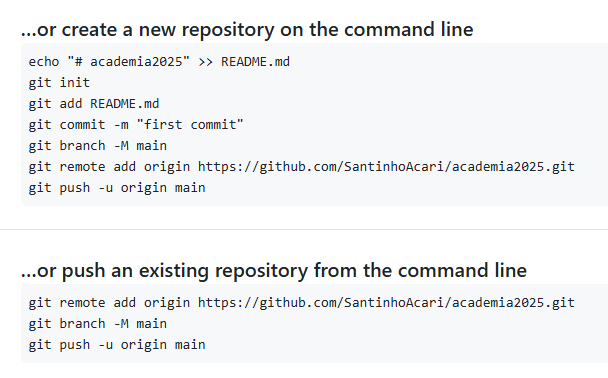 ...or create a new repository on the command line
echo "# academia2025" >> README.md
git init
git add README.md
git commit -m "first commit"
git branch -M main
git remote add origin https://github.com/SantinhoAcari/academia2025.git
git push -u origin main
...or push an existing repository from the command line
git remote add origin https://github.com/SantinhoAcari/academia2025.git
git branch -M main
git push -u origin main